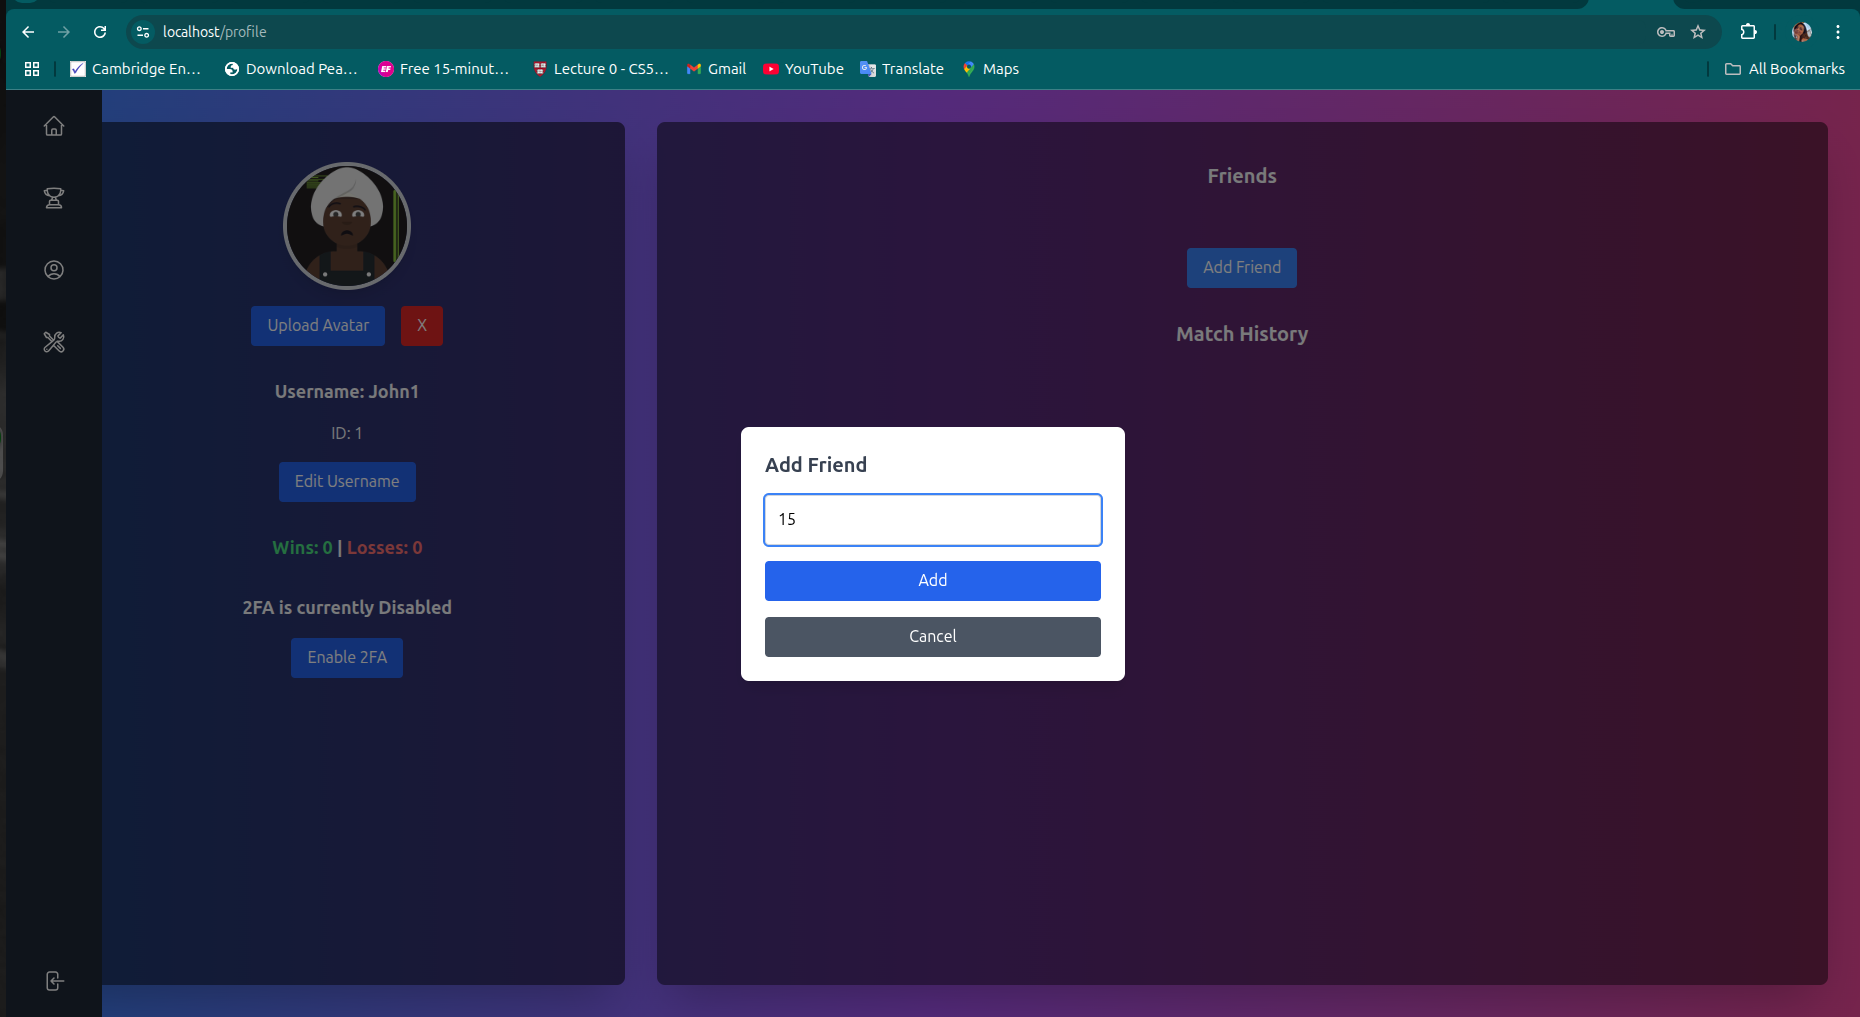 localhost/profile
Cambridge En... Download Pea... Free 15-minut... Lecture 0 - CS5... Gmail YouTube Translate Maps All Bookmarks
Upload Avatar X
Username: John1
ID: 1
Edit Username
Wins: 0 | Losses: 0
2FA is currently Disabled
Enable 2FA
Friends
Add Friend
Match History
Add Friend
15
Add
Cancel